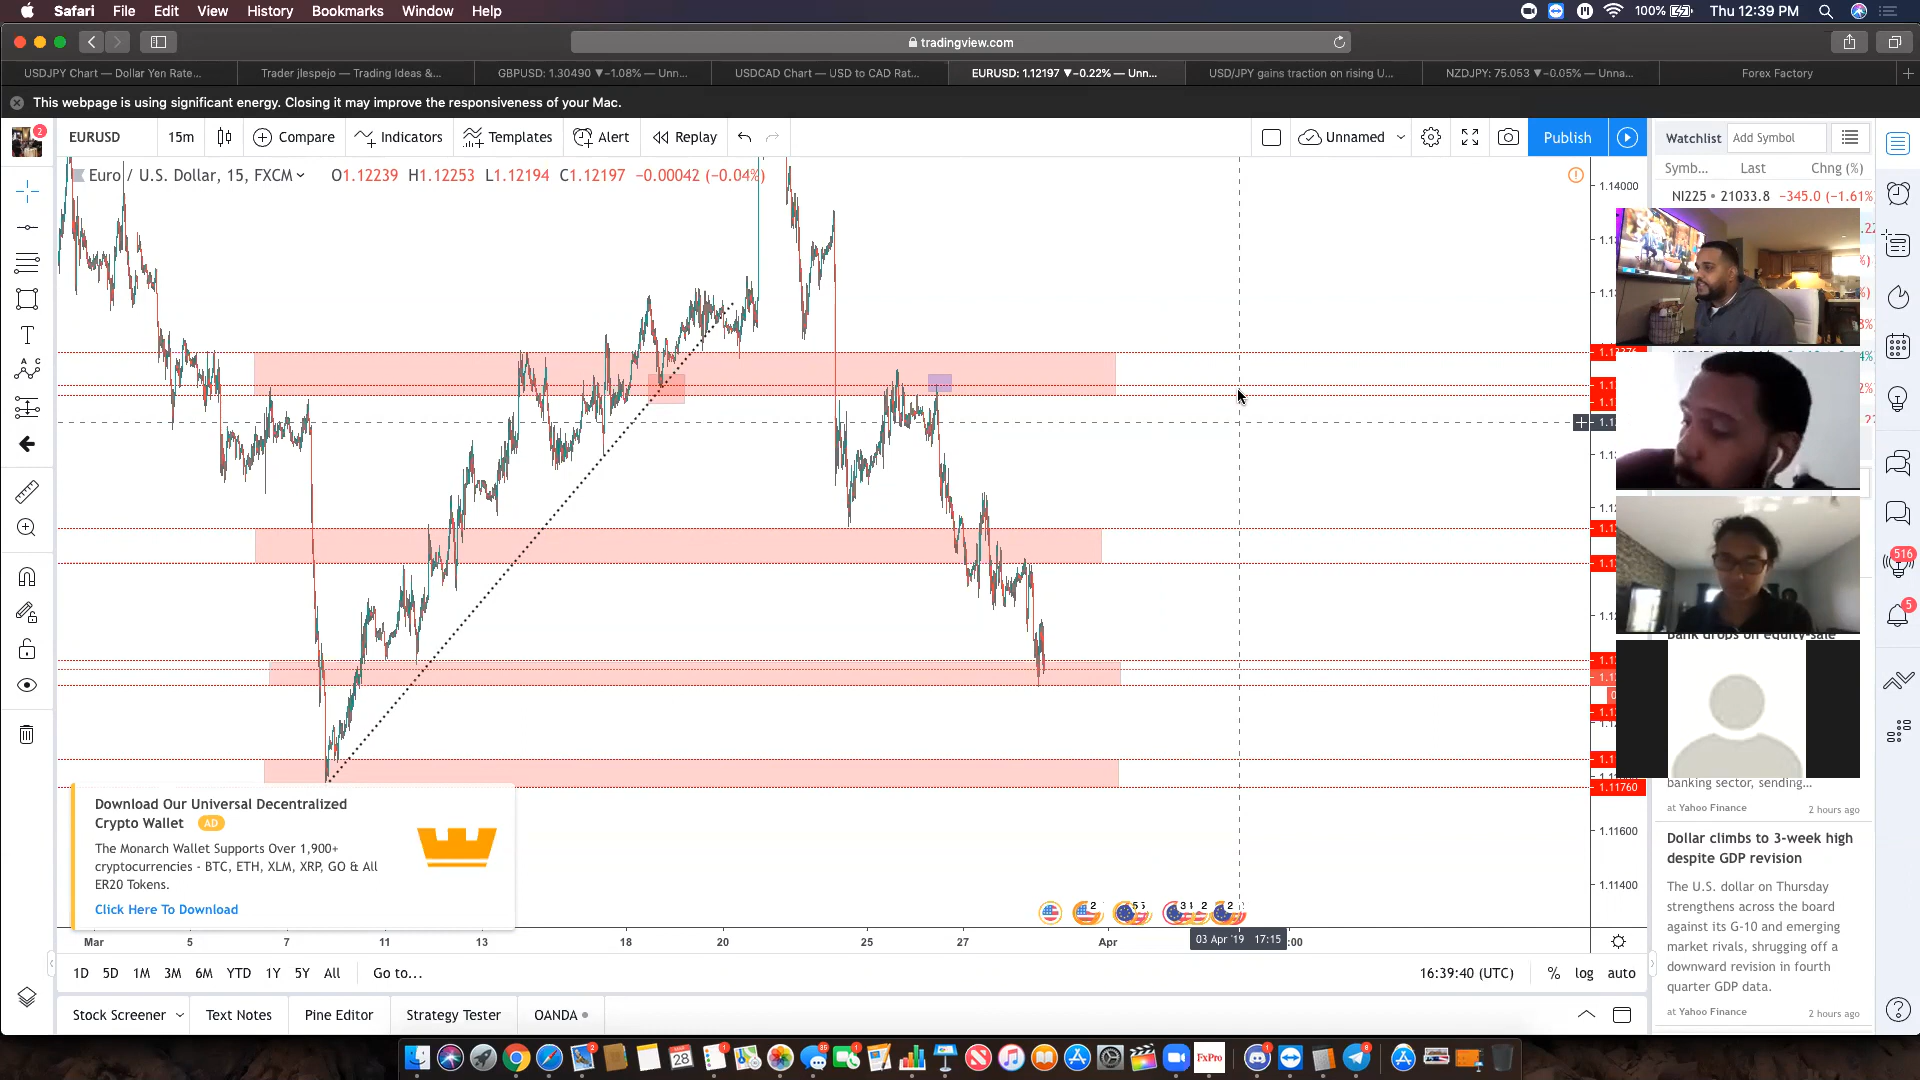 Safari File Edit View History Bookmarks Window Help
100% Thu 12:39 PM
tradingview.com
USDJPY Chart — Dollar Yen Rate...
Trader jlespejo — Trading Ideas &...
GBPUSD: 1.30490 ▼−1.08% — Unn...
USDCAD Chart — USD to CAD Rat...
EURUSD: 1.12197 ▼−0.22% — Unn...
USD/JPY gains traction on rising U...
NZDJPY: 75.053 ▼−0.05% — Unna...
Forex Factory
This webpage is using significant energy. Closing it may improve the responsiveness of your Mac.
2
EURUSD 15m Compare Indicators Templates Alert Replay Unnamed Publish
Watchlist Add Symbol
Euro / U.S. Dollar, 15, FXCM O1.12239 H1.12253 L1.12194 C1.12197 −0.00042 (−0.04%)
Symb... Last Chng (%)
NI225 • 21033.8 −345.0 (−1.61%)
1.14000
516
5
1.11760
1.11600
1.11400
Download Our Universal Decentralized
Crypto Wallet AD
The Monarch Wallet Supports Over 1,900+
cryptocurrencies - BTC, ETH, XLM, XRP, GO & All
ER20 Tokens.
Click Here To Download
banking sector, sending...
at Yahoo Finance 2 hours ago
Dollar climbs to 3-week high
despite GDP revision
The U.S. dollar on Thursday
strengthens across the board
against its G-10 and emerging
market rivals, shrugging off a
downward revision in fourth
quarter GDP data.
at Yahoo Finance 2 hours ago
Mar 5 7 11 13 18 20 25 27 Apr 03 Apr '19 17:15 :00
1D 5D 1M 3M 6M YTD 1Y 5Y All Go to...
16:39:40 (UTC) % log auto
Stock Screener Text Notes Pine Editor Strategy Tester OANDA
28
FxPro